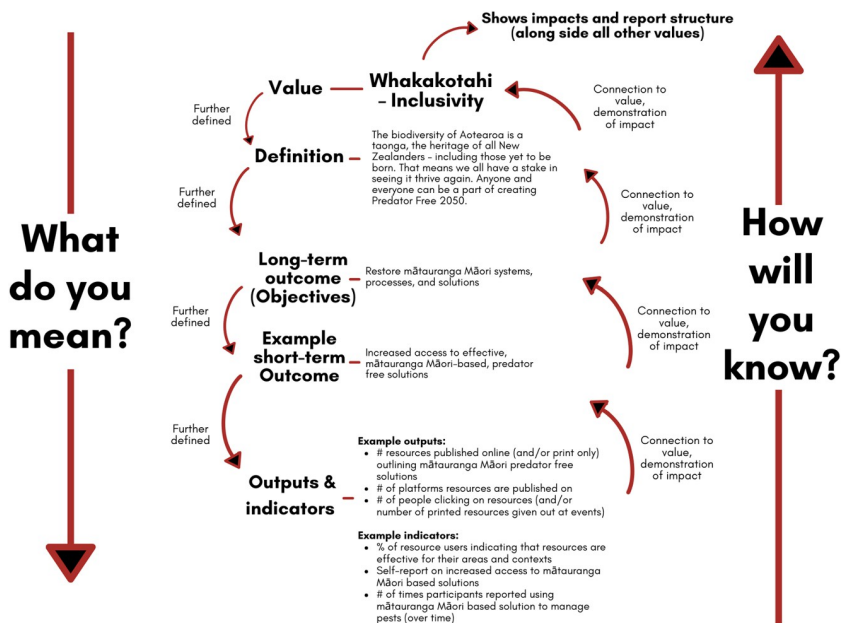 Shows impacts and report structure
(along side all other values)
Value
Whakakotahi
- Inclusivity
Connection to
value,
demonstration
of impact
Further
defined
Definition
The biodiversity of Aotearoa is a
taonga, the heritage of all New
Zealanders - including those yet to be
born. That means we all have a stake in
seeing it thrive again. Anyone and
everyone can be a part of creating
Predator Free 2050.
Further
defined
Connection to
value,
demonstration
of impact
What
do you
mean?
How
will
you
know?
Long-term
outcome
(Objectives)
Restore mātauranga Māori systems,
processes, and solutions
Further
defined
Connection to
value,
demonstration
of impact
Example
short-term
Outcome
Increased access to effective,
mātauranga Māori-based, predator
free solutions
Further
defined
Connection to
value,
demonstration
of impact
Outputs &
indicators
Example outputs:
• # resources published online (and/or print only)
outlining mātauranga Māori predator free
solutions
• # of platforms resources are published on
• # of people clicking on resources (and/or
number of printed resources given out at events)
Example indicators:
• % of resource users indicating that resources are
effective for their areas and contexts
• Self-report on increased access to mātauranga
Māori based solutions
• # of times participants reported using
mātauranga Māori based solution to manage
pests (over time)